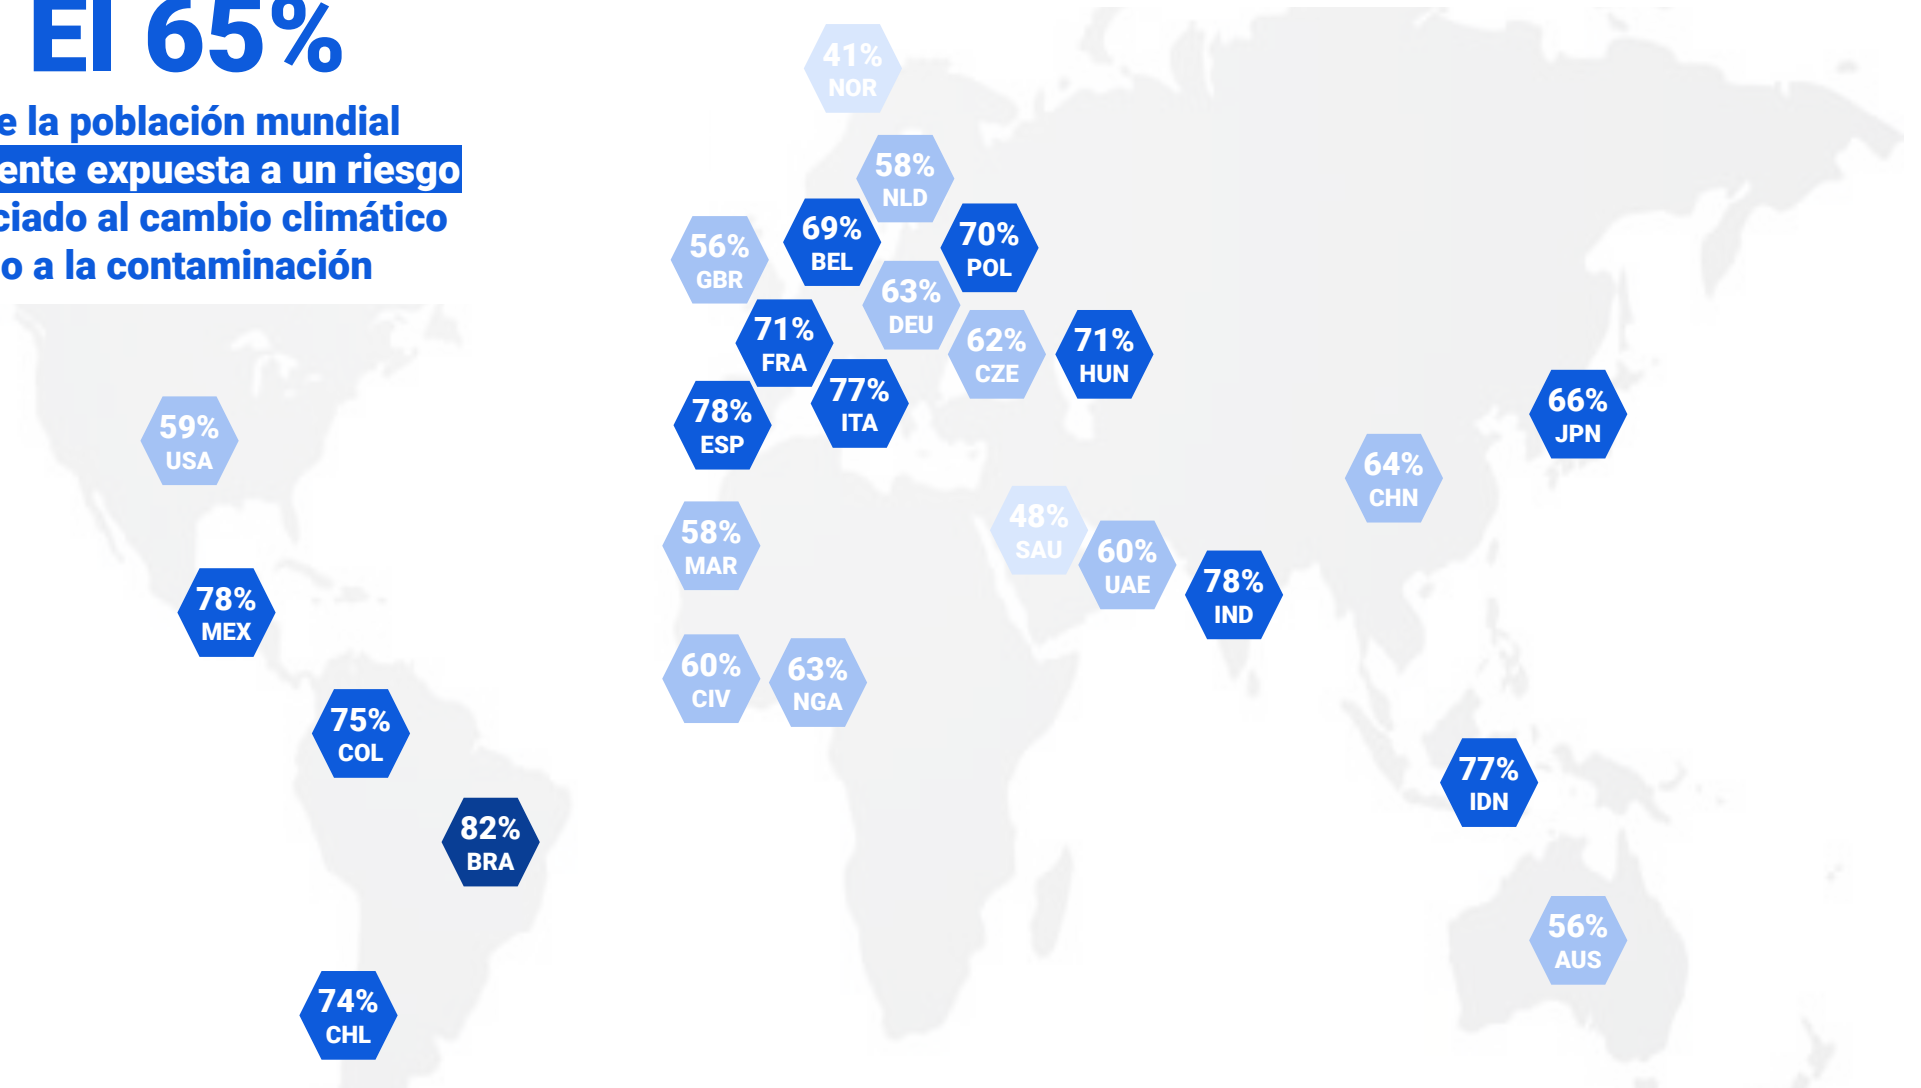 El 65%
e la población mundial
ente expuesta a un riesgo
ciado al cambio climático
o a la contaminación
41%
NOR
58%
NLD
69%
BEL
70%
POL
56%
GBR
63%
DEU
71%
FRA
62%
CZE
71%
HUN
77%
ITA
78%
ESP
59%
USA
66%
JPN
64%
CHN
58%
MAR
48%
SAU
60%
UAE
78%
IND
78%
MEX
60%
CIV
63%
NGA
75%
COL
77%
IDN
82%
BRA
56%
AUS
74%
CHL